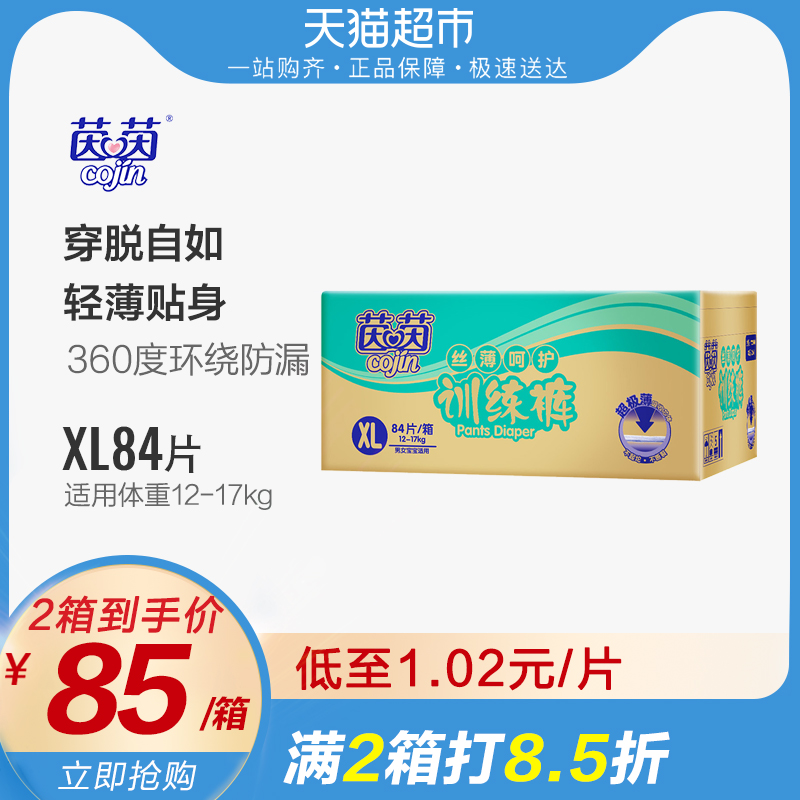 天猫超市
一站购齐·正品保障·极速送达
茵茵®
cojin
穿脱自如
轻薄贴身
360度环绕防漏
XL84片
适用体重12-17kg
茵茵
cojin
丝薄呵护
训练裤
Pants Diaper
XL
84片/箱
12-17kg
男女宝宝适用
超极薄
2箱到手价
¥85/箱
立即抢购
低至1.02元/片
满2箱打8.5折